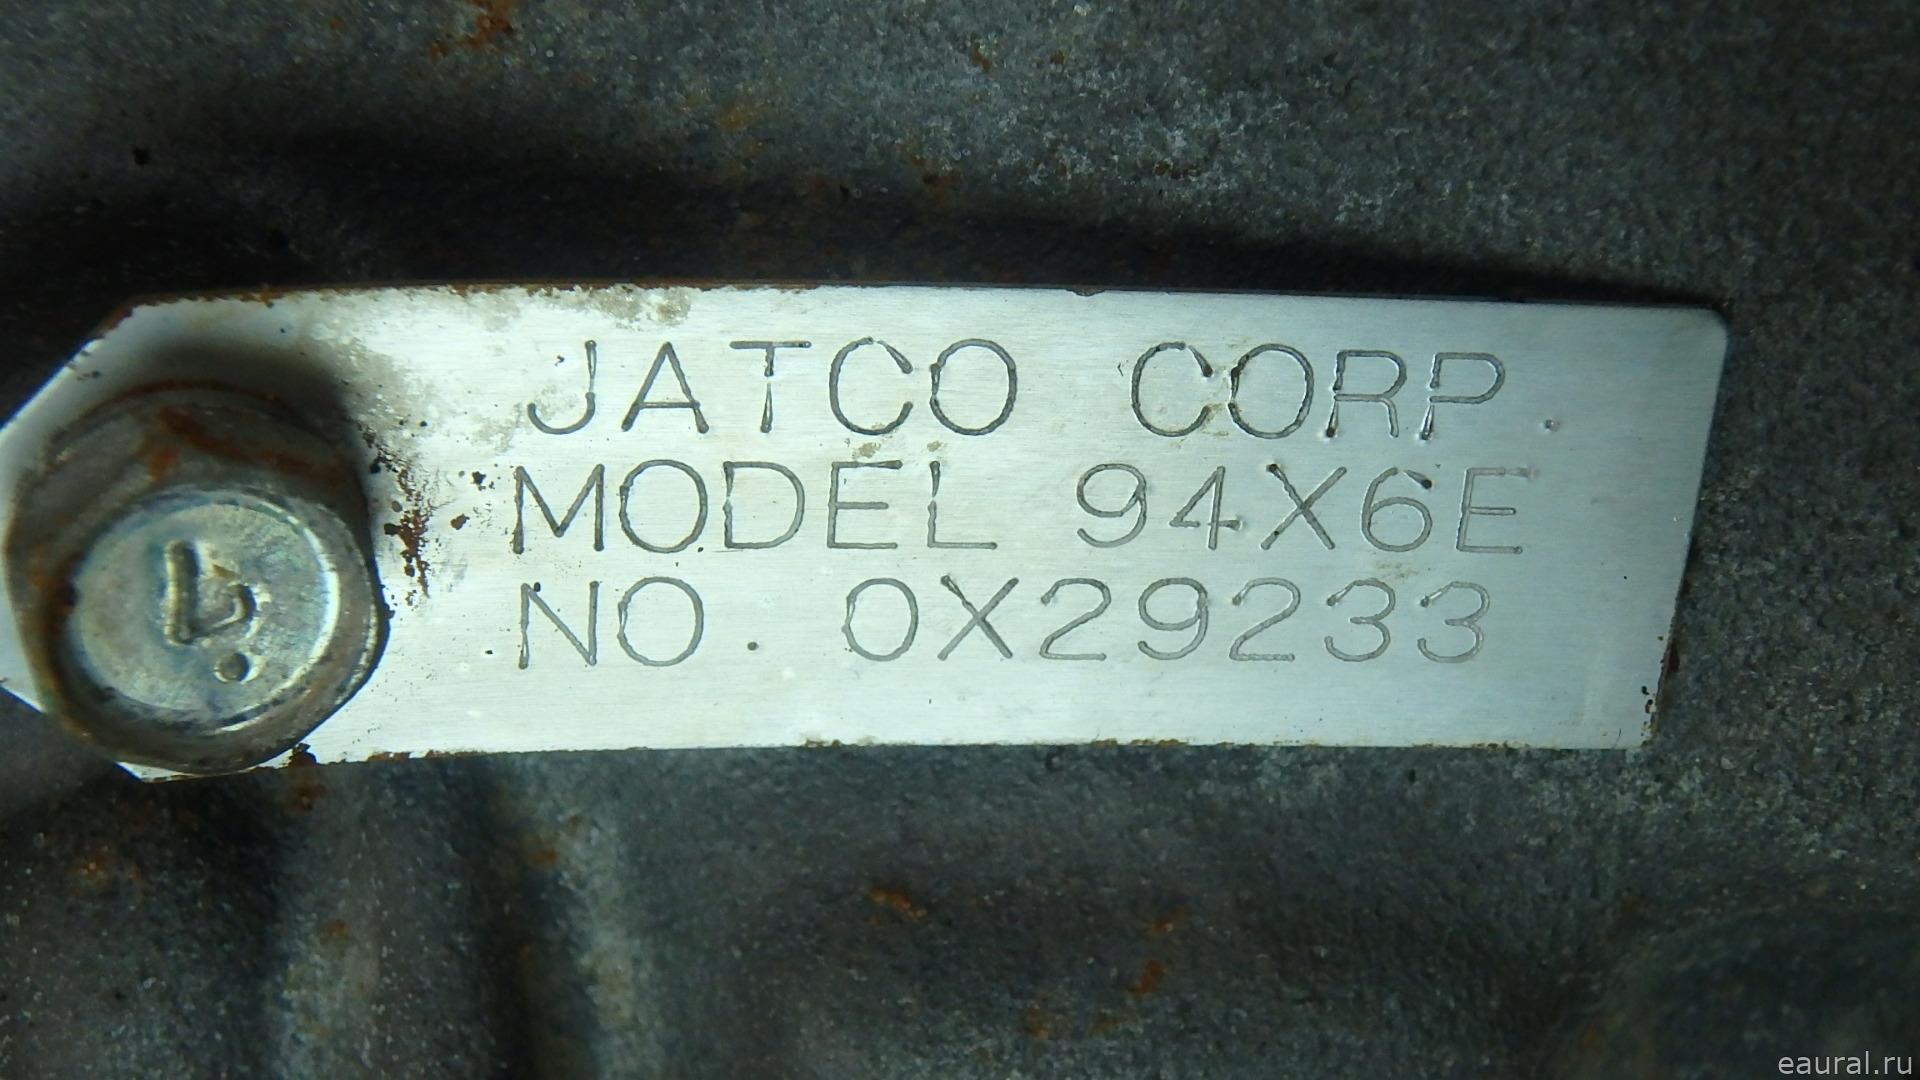 JATCO CORP.
MODEL 94X6E
NO. 0X29233
eaural.ru